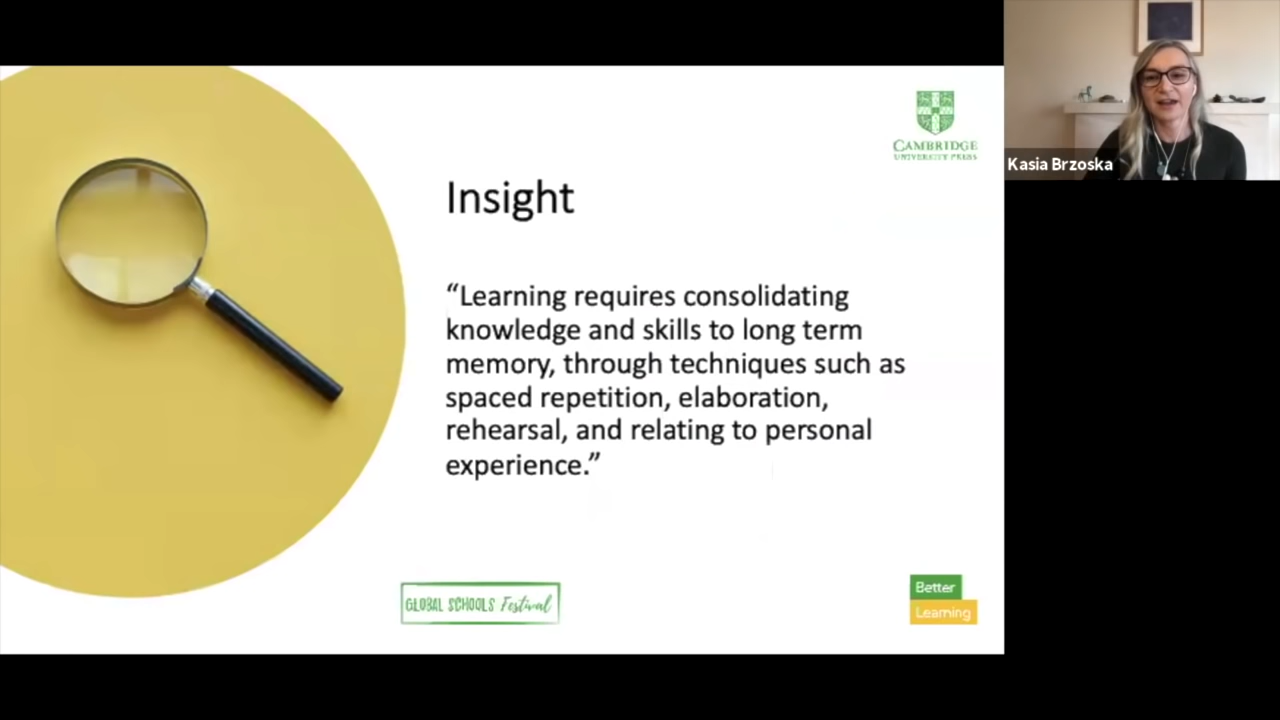 CAMBRIDGE
UNIVERSITY PRESS
Kasia Brzoska
Insight
“Learning requires consolidating
knowledge and skills to long term
memory, through techniques such as
spaced repetition, elaboration,
rehearsal, and relating to personal
experience.”
GLOBAL SCHOOLS Festival
Better
Learning